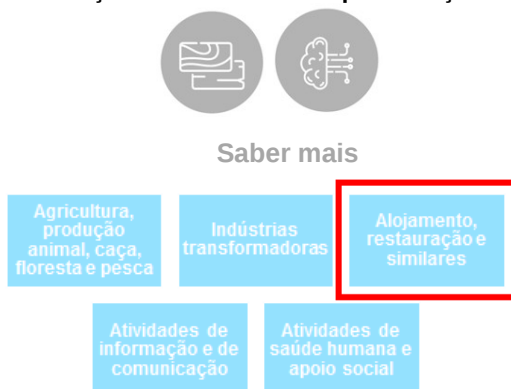 Saber mais
Agricultura,
produção
animal, caça,
floresta e pesca
Indústrias
transformadoras
Alojamento,
restauração e
similares
Atividades de
informação e de
comunicação
Atividades de
saúde humana e
apoio social